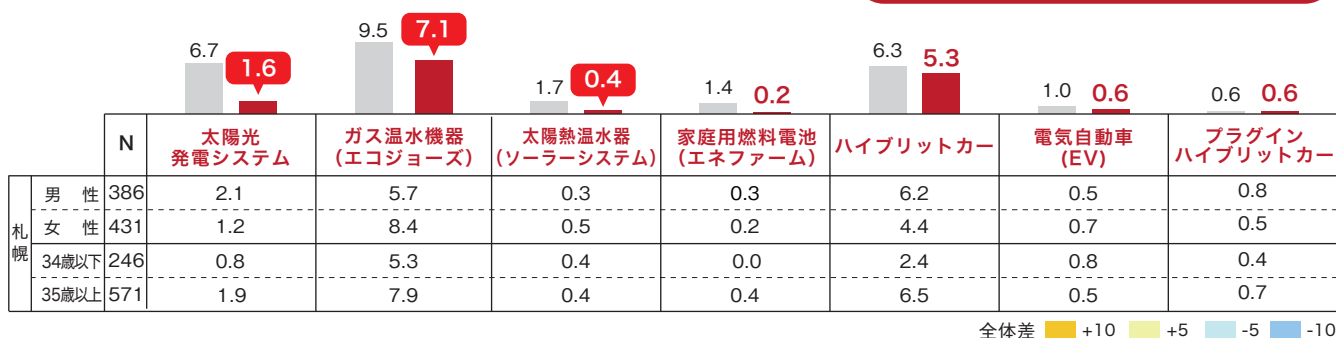 6.7 1.6 9.5 7.1 1.7 0.4 1.4 0.2 6.3 5.3 1.0 0.6 0.6 0.6
N
太陽光
発電システム
ガス温水機器
(エコジョーズ)
太陽熱温水器
(ソーラーシステム)
家庭用燃料電池
(エネファーム)
ハイブリットカー
電気自動車
(EV)
プラグイン
ハイブリットカー
札幌
男 性 386 2.1 5.7 0.3 0.3 6.2 0.5 0.8
女 性 431 1.2 8.4 0.5 0.2 4.4 0.7 0.5
34歳以下 246 0.8 5.3 0.4 0.0 2.4 0.8 0.4
35歳以上 571 1.9 7.9 0.4 0.4 6.5 0.5 0.7
全体差 +10 +5 -5 -10